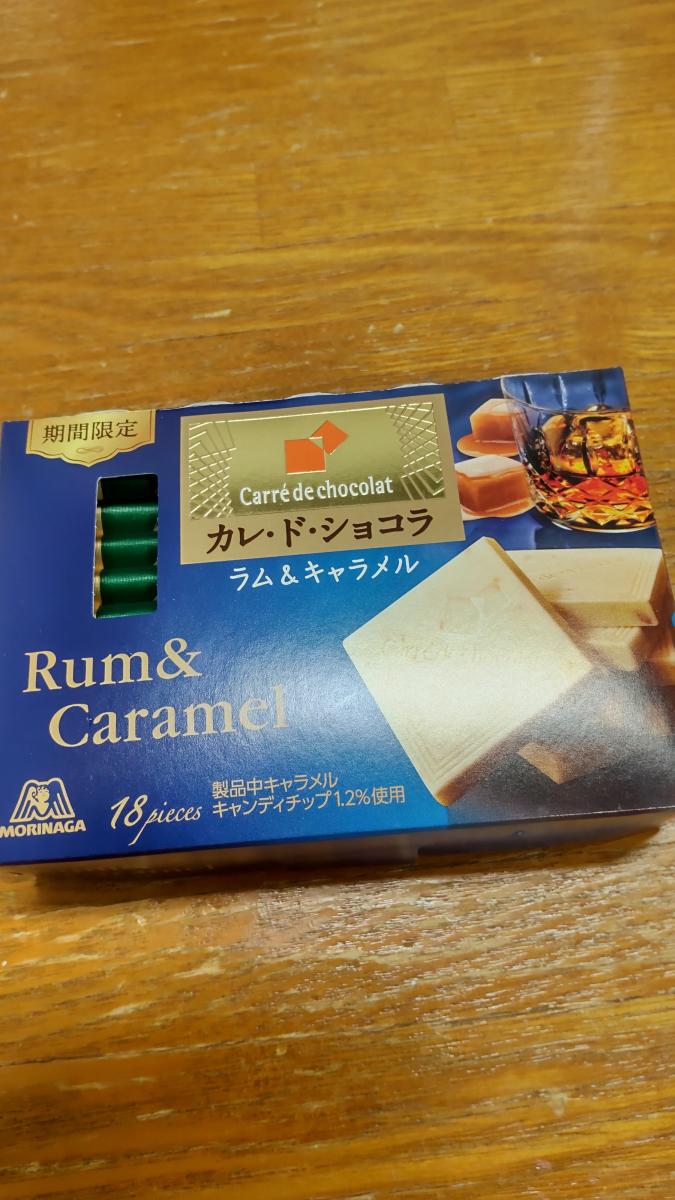 期間限定
Carré de chocolat
カレ・ド・ショコラ
ラム&キャラメル
Rum&
Caramel
MORINAGA
18 pieces
製品中キャラメル
キャンディチップ1.2%使用